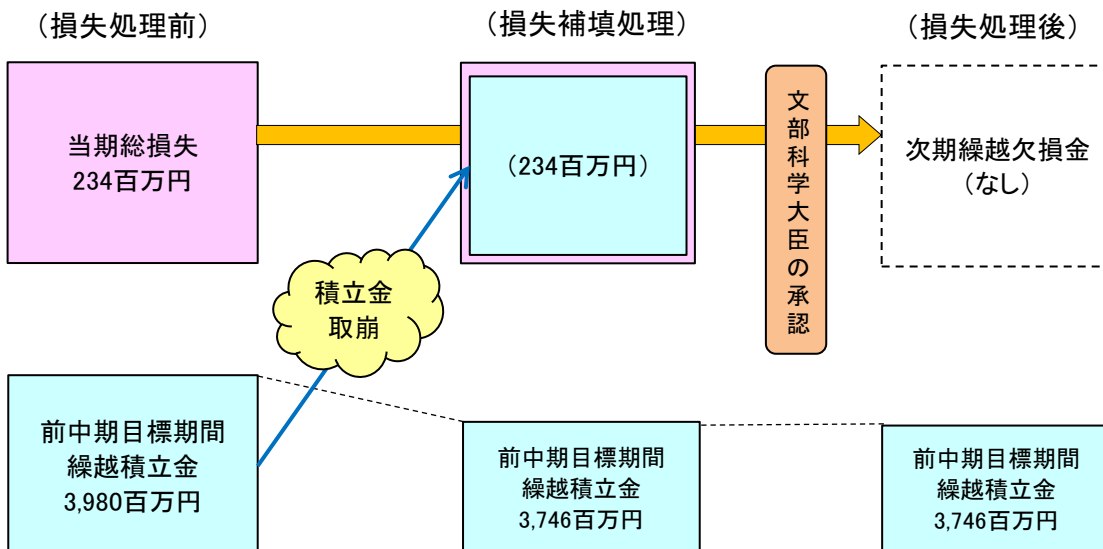 （損失処理前）
（損失補填処理）
（損失処理後）
当期総損失
234百万円
（234百万円）
文部科学大臣の承認
次期繰越欠損金
（なし）
積立金
取崩
前中期目標期間
繰越積立金
3,980百万円
前中期目標期間
繰越積立金
3,746百万円
前中期目標期間
繰越積立金
3,746百万円